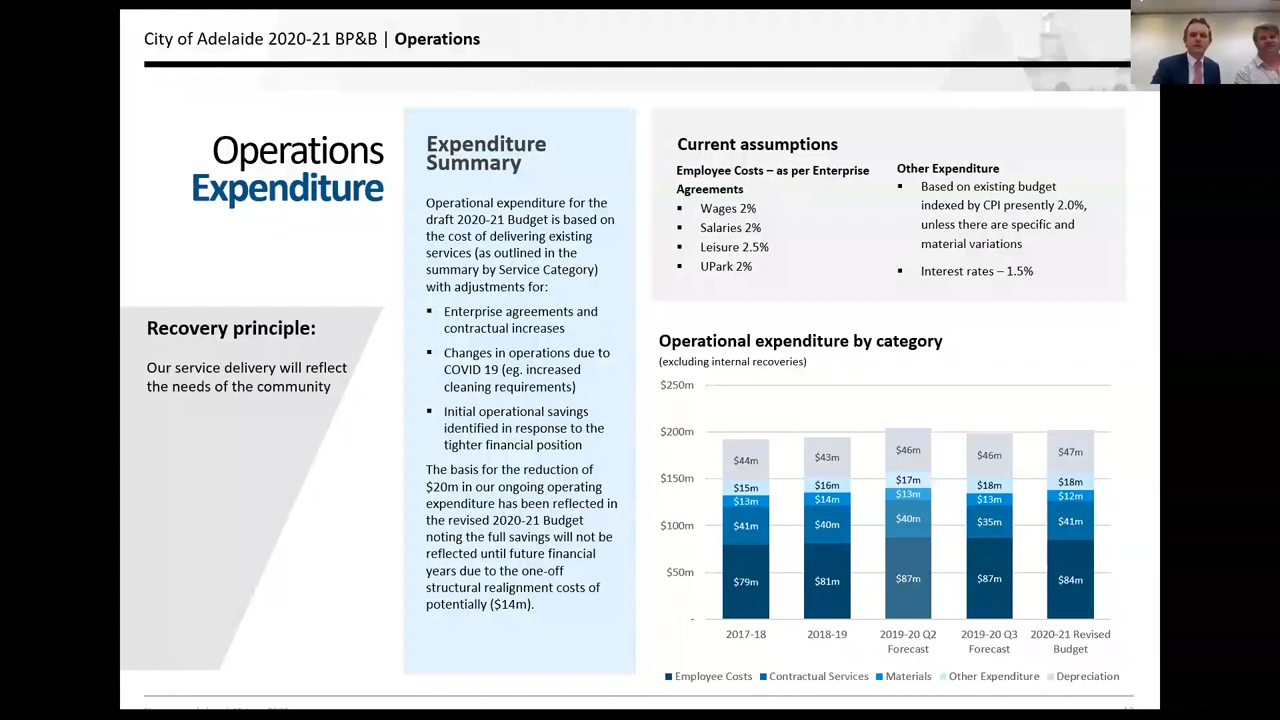 City of Adelaide 2020-21 BP&B | Operations
Operations
Expenditure
Recovery principle:
Our service delivery will reflect
the needs of the community
Expenditure
Summary
Operational expenditure for the
draft 2020-21 Budget is based on
the cost of delivering existing
services (as outlined in the
summary by Service Category)
with adjustments for:
▪ Enterprise agreements and
contractual increases
▪ Changes in operations due to
COVID 19 (eg. increased
cleaning requirements)
▪ Initial operational savings
identified in response to the
tighter financial position
The basis for the reduction of
$20m in our ongoing operating
expenditure has been reflected in
the revised 2020-21 Budget
noting the full savings will not be
reflected until future financial
years due to the one-off
structural realignment costs of
potentially ($14m).
Current assumptions
Employee Costs – as per Enterprise
Agreements
▪ Wages 2%
▪ Salaries 2%
▪ Leisure 2.5%
▪ UPark 2%
Other Expenditure
▪ Based on existing budget
indexed by CPI presently 2.0%,
unless there are specific and
material variations
▪ Interest rates – 1.5%
Operational expenditure by category
(excluding internal recoveries)
$250m
$200m
$150m
$100m
$50m
-
$44m $43m $46m $46m $47m
$15m $16m $17m $18m $18m
$13m $14m $13m $13m $12m
$41m $40m $40m $35m $41m
$79m $81m $87m $87m $84m
2017-18 2018-19 2019-20 Q2 2019-20 Q3 2020-21 Revised
Forecast Forecast Budget
Employee Costs Contractual Services Materials Other Expenditure Depreciation